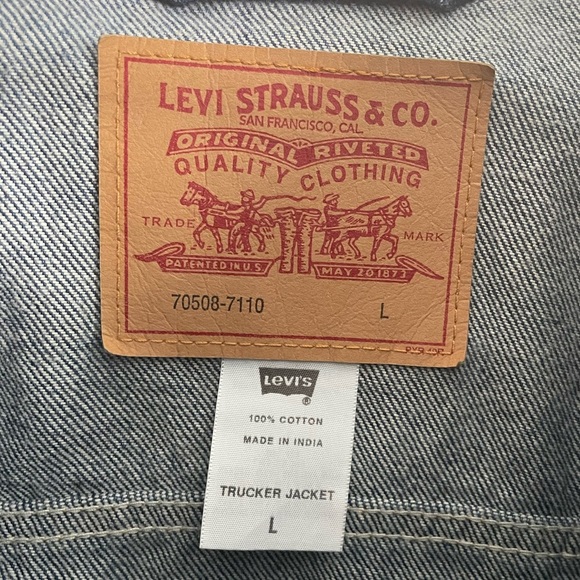 LEVI STRAUSS & CO.
SAN FRANCISCO, CAL.
ORIGINAL RIVETED
QUALITY CLOTHING
TRADE MARK
PATENTED IN U.S. MAY 20 1873
70508-7110 L
LEVI'S
®
100% COTTON
MADE IN INDIA
TRUCKER JACKET
L